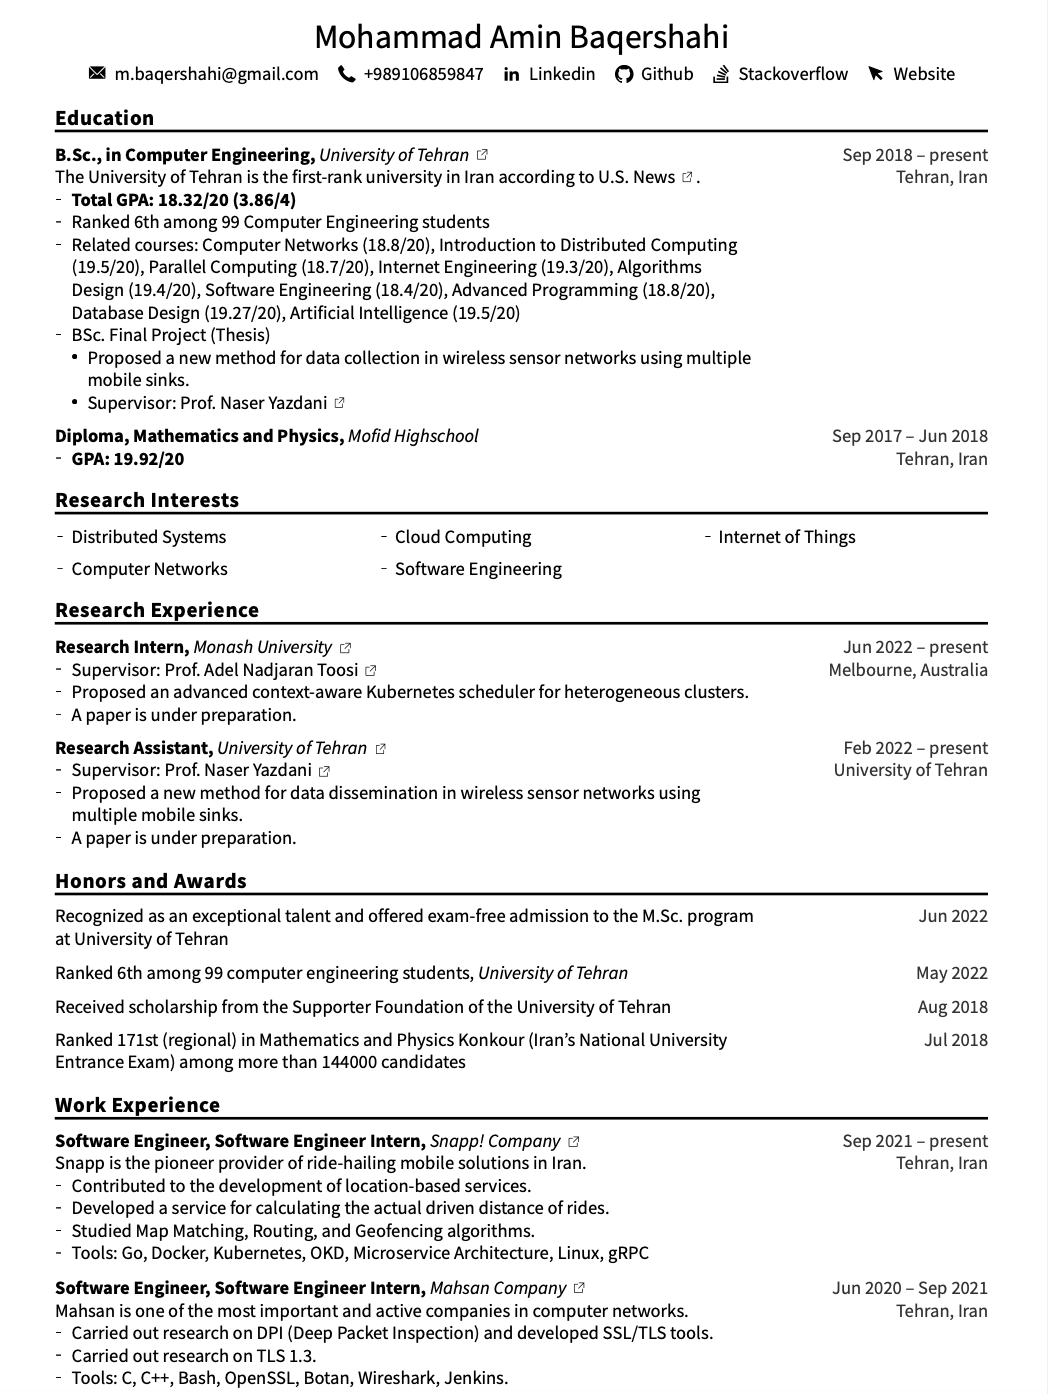 Mohammad Amin Baqershahi
m.baqershahi@gmail.com +989106859847 Linkedin Github Stackoverflow Website
Education
B.Sc., in Computer Engineering, University of Tehran Sep 2018 – present
The University of Tehran is the first-rank university in Iran according to U.S. News . Tehran, Iran
- Total GPA: 18.32/20 (3.86/4)
- Ranked 6th among 99 Computer Engineering students
- Related courses: Computer Networks (18.8/20), Introduction to Distributed Computing
(19.5/20), Parallel Computing (18.7/20), Internet Engineering (19.3/20), Algorithms
Design (19.4/20), Software Engineering (18.4/20), Advanced Programming (18.8/20),
Database Design (19.27/20), Artificial Intelligence (19.5/20)
- BSc. Final Project (Thesis)
• Proposed a new method for data collection in wireless sensor networks using multiple
mobile sinks.
• Supervisor: Prof. Naser Yazdani
Diploma, Mathematics and Physics, Mofid Highschool Sep 2017 – Jun 2018
- GPA: 19.92/20 Tehran, Iran
Research Interests
- Distributed Systems - Cloud Computing - Internet of Things
- Computer Networks - Software Engineering
Research Experience
Research Intern, Monash University Jun 2022 – present
- Supervisor: Prof. Adel Nadjaran Toosi Melbourne, Australia
- Proposed an advanced context-aware Kubernetes scheduler for heterogeneous clusters.
- A paper is under preparation.
Research Assistant, University of Tehran Feb 2022 – present
- Supervisor: Prof. Naser Yazdani University of Tehran
- Proposed a new method for data dissemination in wireless sensor networks using
multiple mobile sinks.
- A paper is under preparation.
Honors and Awards
Recognized as an exceptional talent and offered exam-free admission to the M.Sc. program Jun 2022
at University of Tehran
Ranked 6th among 99 computer engineering students, University of Tehran May 2022
Received scholarship from the Supporter Foundation of the University of Tehran Aug 2018
Ranked 171st (regional) in Mathematics and Physics Konkour (Iran's National University Jul 2018
Entrance Exam) among more than 144000 candidates
Work Experience
Software Engineer, Software Engineer Intern, Snapp! Company Sep 2021 – present
Snapp is the pioneer provider of ride-hailing mobile solutions in Iran. Tehran, Iran
- Contributed to the development of location-based services.
- Developed a service for calculating the actual driven distance of rides.
- Studied Map Matching, Routing, and Geofencing algorithms.
- Tools: Go, Docker, Kubernetes, OKD, Microservice Architecture, Linux, gRPC
Software Engineer, Software Engineer Intern, Mahsan Company Jun 2020 – Sep 2021
Mahsan is one of the most important and active companies in computer networks. Tehran, Iran
- Carried out research on DPI (Deep Packet Inspection) and developed SSL/TLS tools.
- Carried out research on TLS 1.3.
- Tools: C, C++, Bash, OpenSSL, Botan, Wireshark, Jenkins.